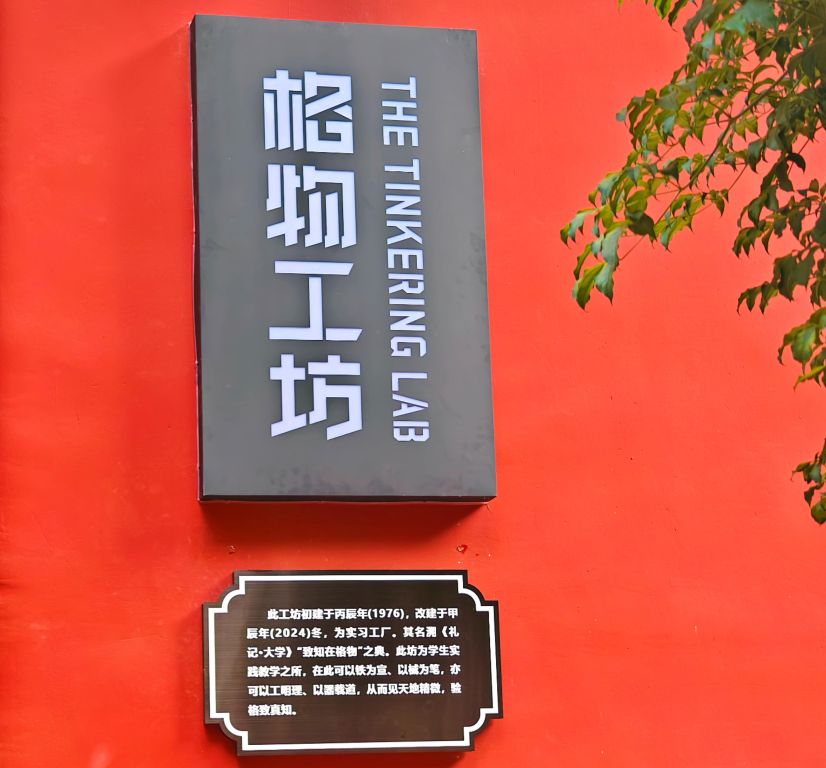 格物工坊
THE TINKERING LAB
此工坊初建于丙辰年(1976)，改建于甲
辰年(2024)冬，为实习工厂。其名溯《礼
记·大学》“致知在格物”之典。此坊为学生实
践教学之所，在此可以铁为宣、以械为笔，亦
可以工明理、以器载道，从而见天地精微，验
格致真知。